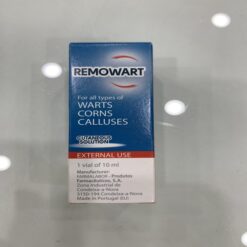 REMOWART
For all types of
WARTS
CORNS
CALLUSES
CUTANEOUS
SOLUTION
EXTERNAL USE
1 vial of 10 ml
Manufacturer:
FARMALABOR - Produtos
Farmacêuticos, S.A.
Zona Industrial de
Condeixa-a-Nova
3150-194 Condeixa-a-Nova
Made in Portugal (EU)